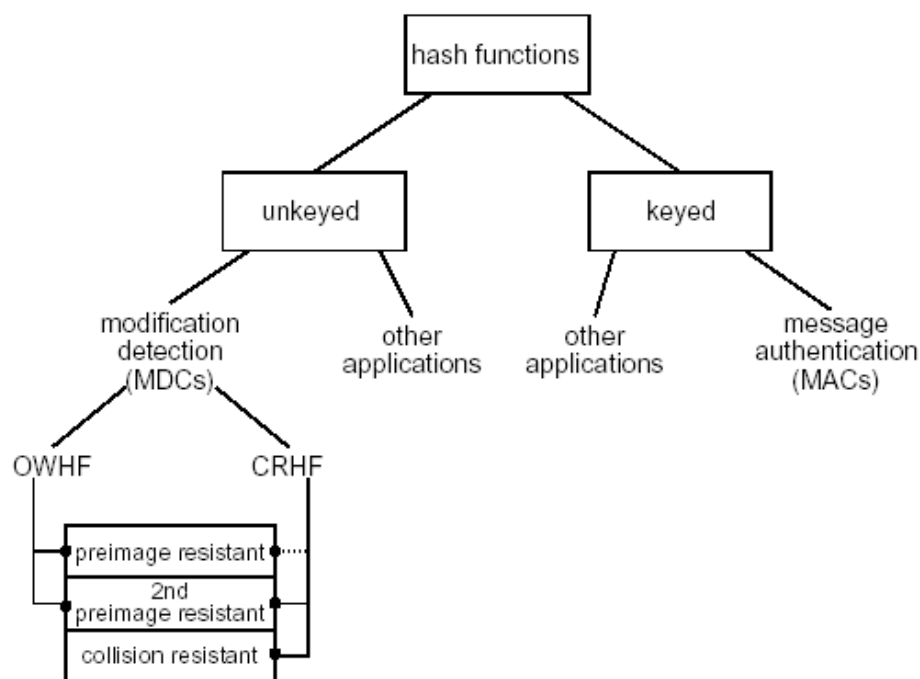 hash functions
unkeyed
keyed
modification
detection
(MDCs)
other
applications
other
applications
message
authentication
(MACs)
OWHF
CRHF
preimage resistant
2nd
preimage resistant
collision resistant